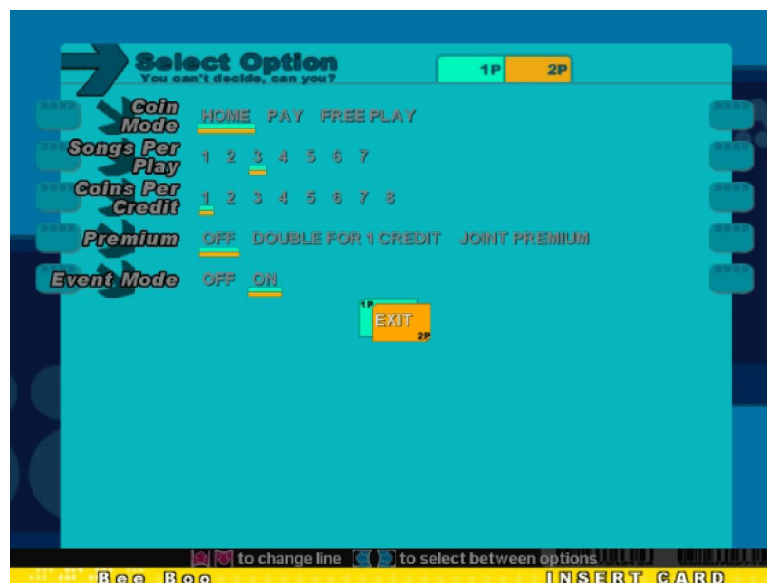 Select Option
You can't decide, can you?
1P 2P
Coin Mode HOME PAY FREE PLAY
Songs Per Play 1 2 3 4 5 6 7
Coins Per Credit 1 2 3 4 5 6 7 8
Premium OFF DOUBLE FOR 1 CREDIT JOINT PREMIUM
Event Mode OFF ON
1P
EXIT
2P
to change line to select between options
Bee Boo INSERT CARD